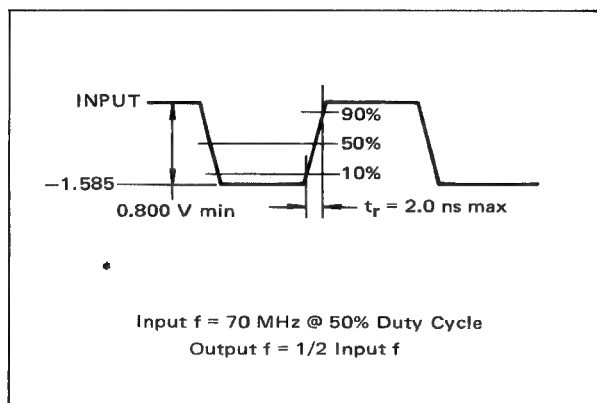 INPUT
90%
50%
10%
−1.585
0.800 V min
tr = 2.0 ns max
Input f = 70 MHz @ 50% Duty Cycle
Output f = 1/2 Input f